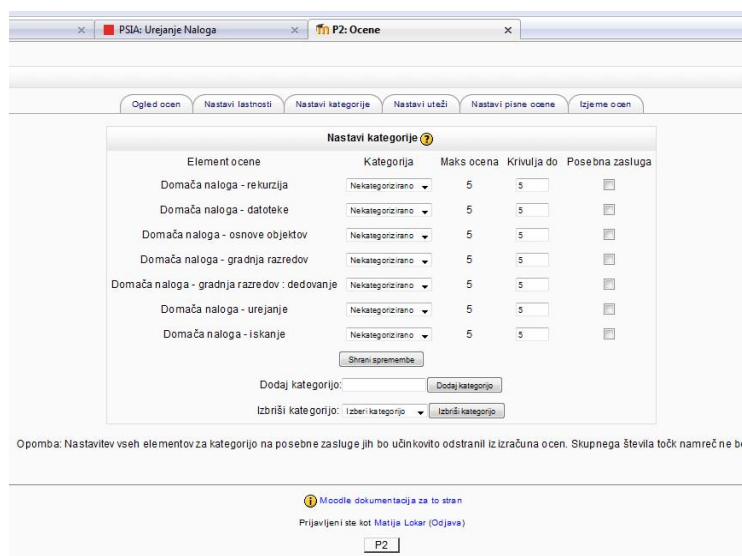 PSIA: Urejanje Naloga P2: Ocene
Ogled ocen Nastavi lastnosti Nastavi kategorije Nastavi uteži Nastavi pisne ocene Izjeme ocen
Nastavi kategorije
Element ocene Kategorija Maks ocena Krivulja do Posebna zasluga
Domača naloga - rekurzija Nekategorizirano 5 5
Domača naloga - datoteke Nekategorizirano 5 5
Domača naloga - osnove objektov Nekategorizirano 5 5
Domača naloga - gradnja razredov Nekategorizirano 5 5
Domača naloga - gradnja razredov : dedovanje Nekategorizirano 5 5
Domača naloga - urejanje Nekategorizirano 5 5
Domača naloga - iskanje Nekategorizirano 5 5
Shrani spremembe
Dodaj kategorijo: Dodaj kategorijo
Izbriši kategorijo: Izberi kategorijo Izbriši kategorijo
Opomba: Nastavitev vseh elementov za kategorijo na posebne zasluge jih bo učinkovito odstranil iz izračuna ocen. Skupnega števila točk namreč ne
Moodle dokumentacija za to stran
Prijavljeni ste kot Matija Lokar (Odjava)
P2